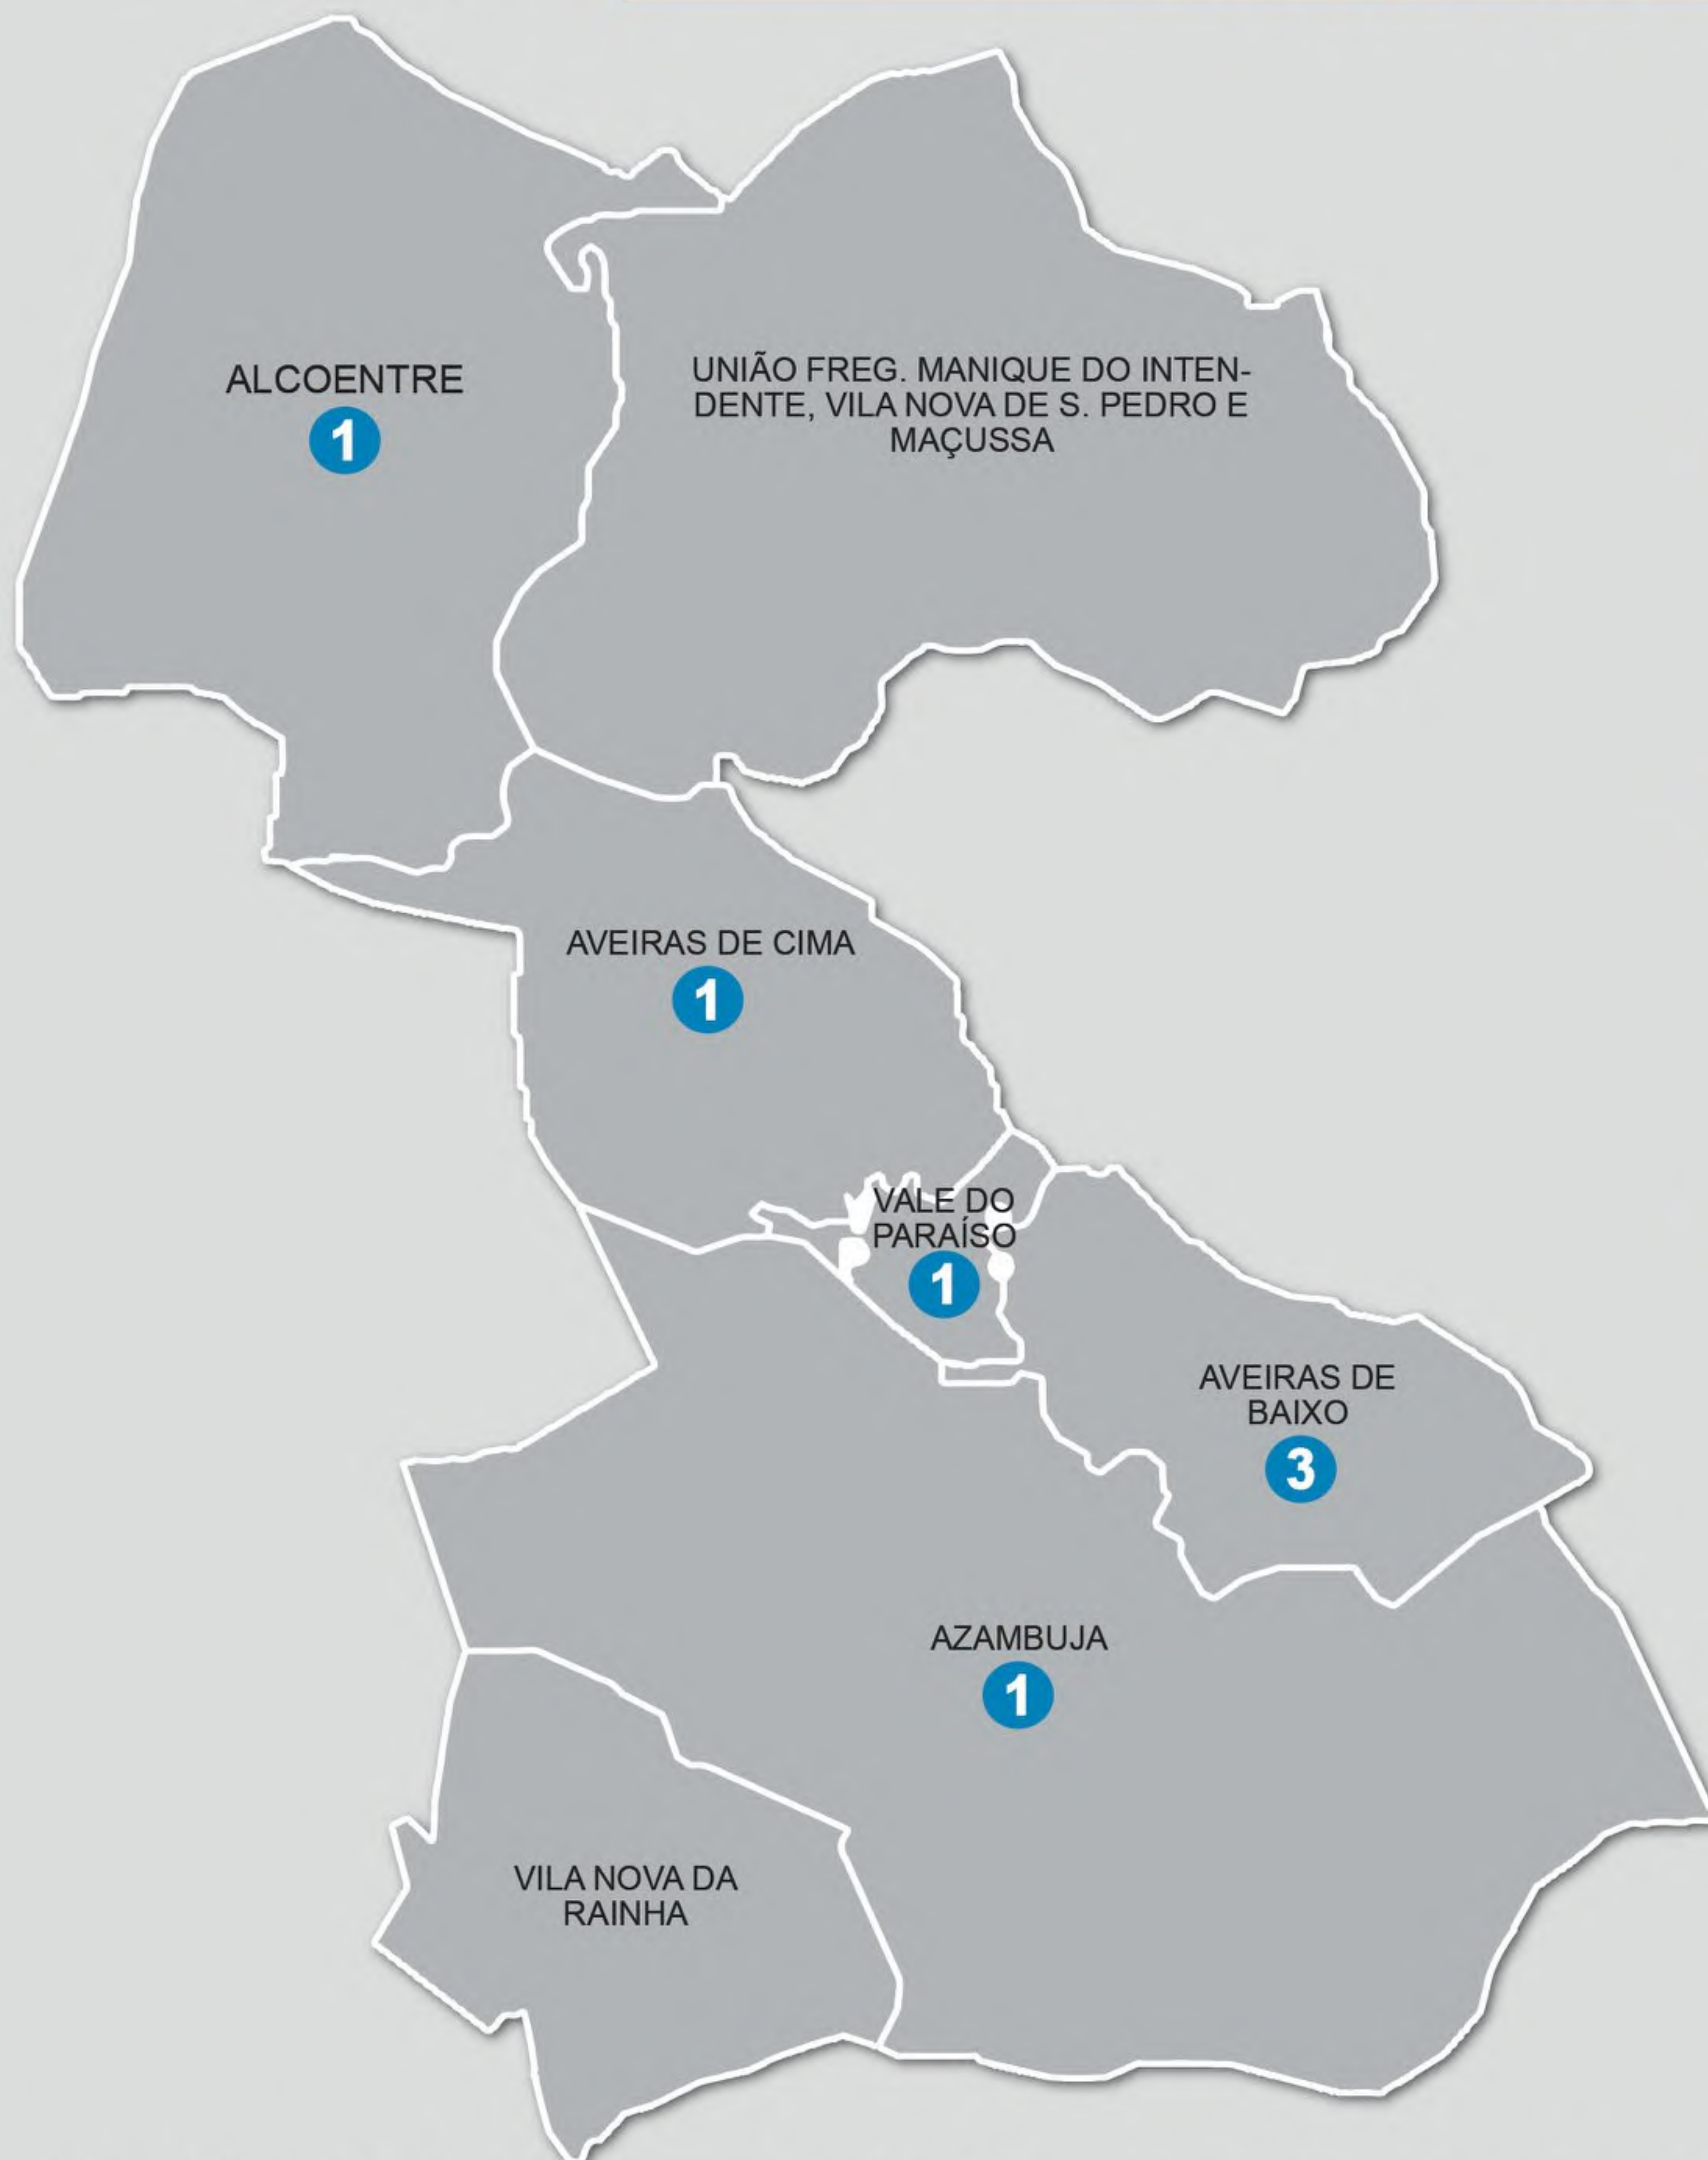 ALCOENTRE
1
UNIÃO FREG. MANIQUE DO INTEN-
DENTE, VILA NOVA DE S. PEDRO E
MAÇUSSA
AVEIRAS DE CIMA
1
VALE DO
PARAÍSO
1
AVEIRAS DE
BAIXO
3
AZAMBUJA
1
VILA NOVA DA
RAINHA